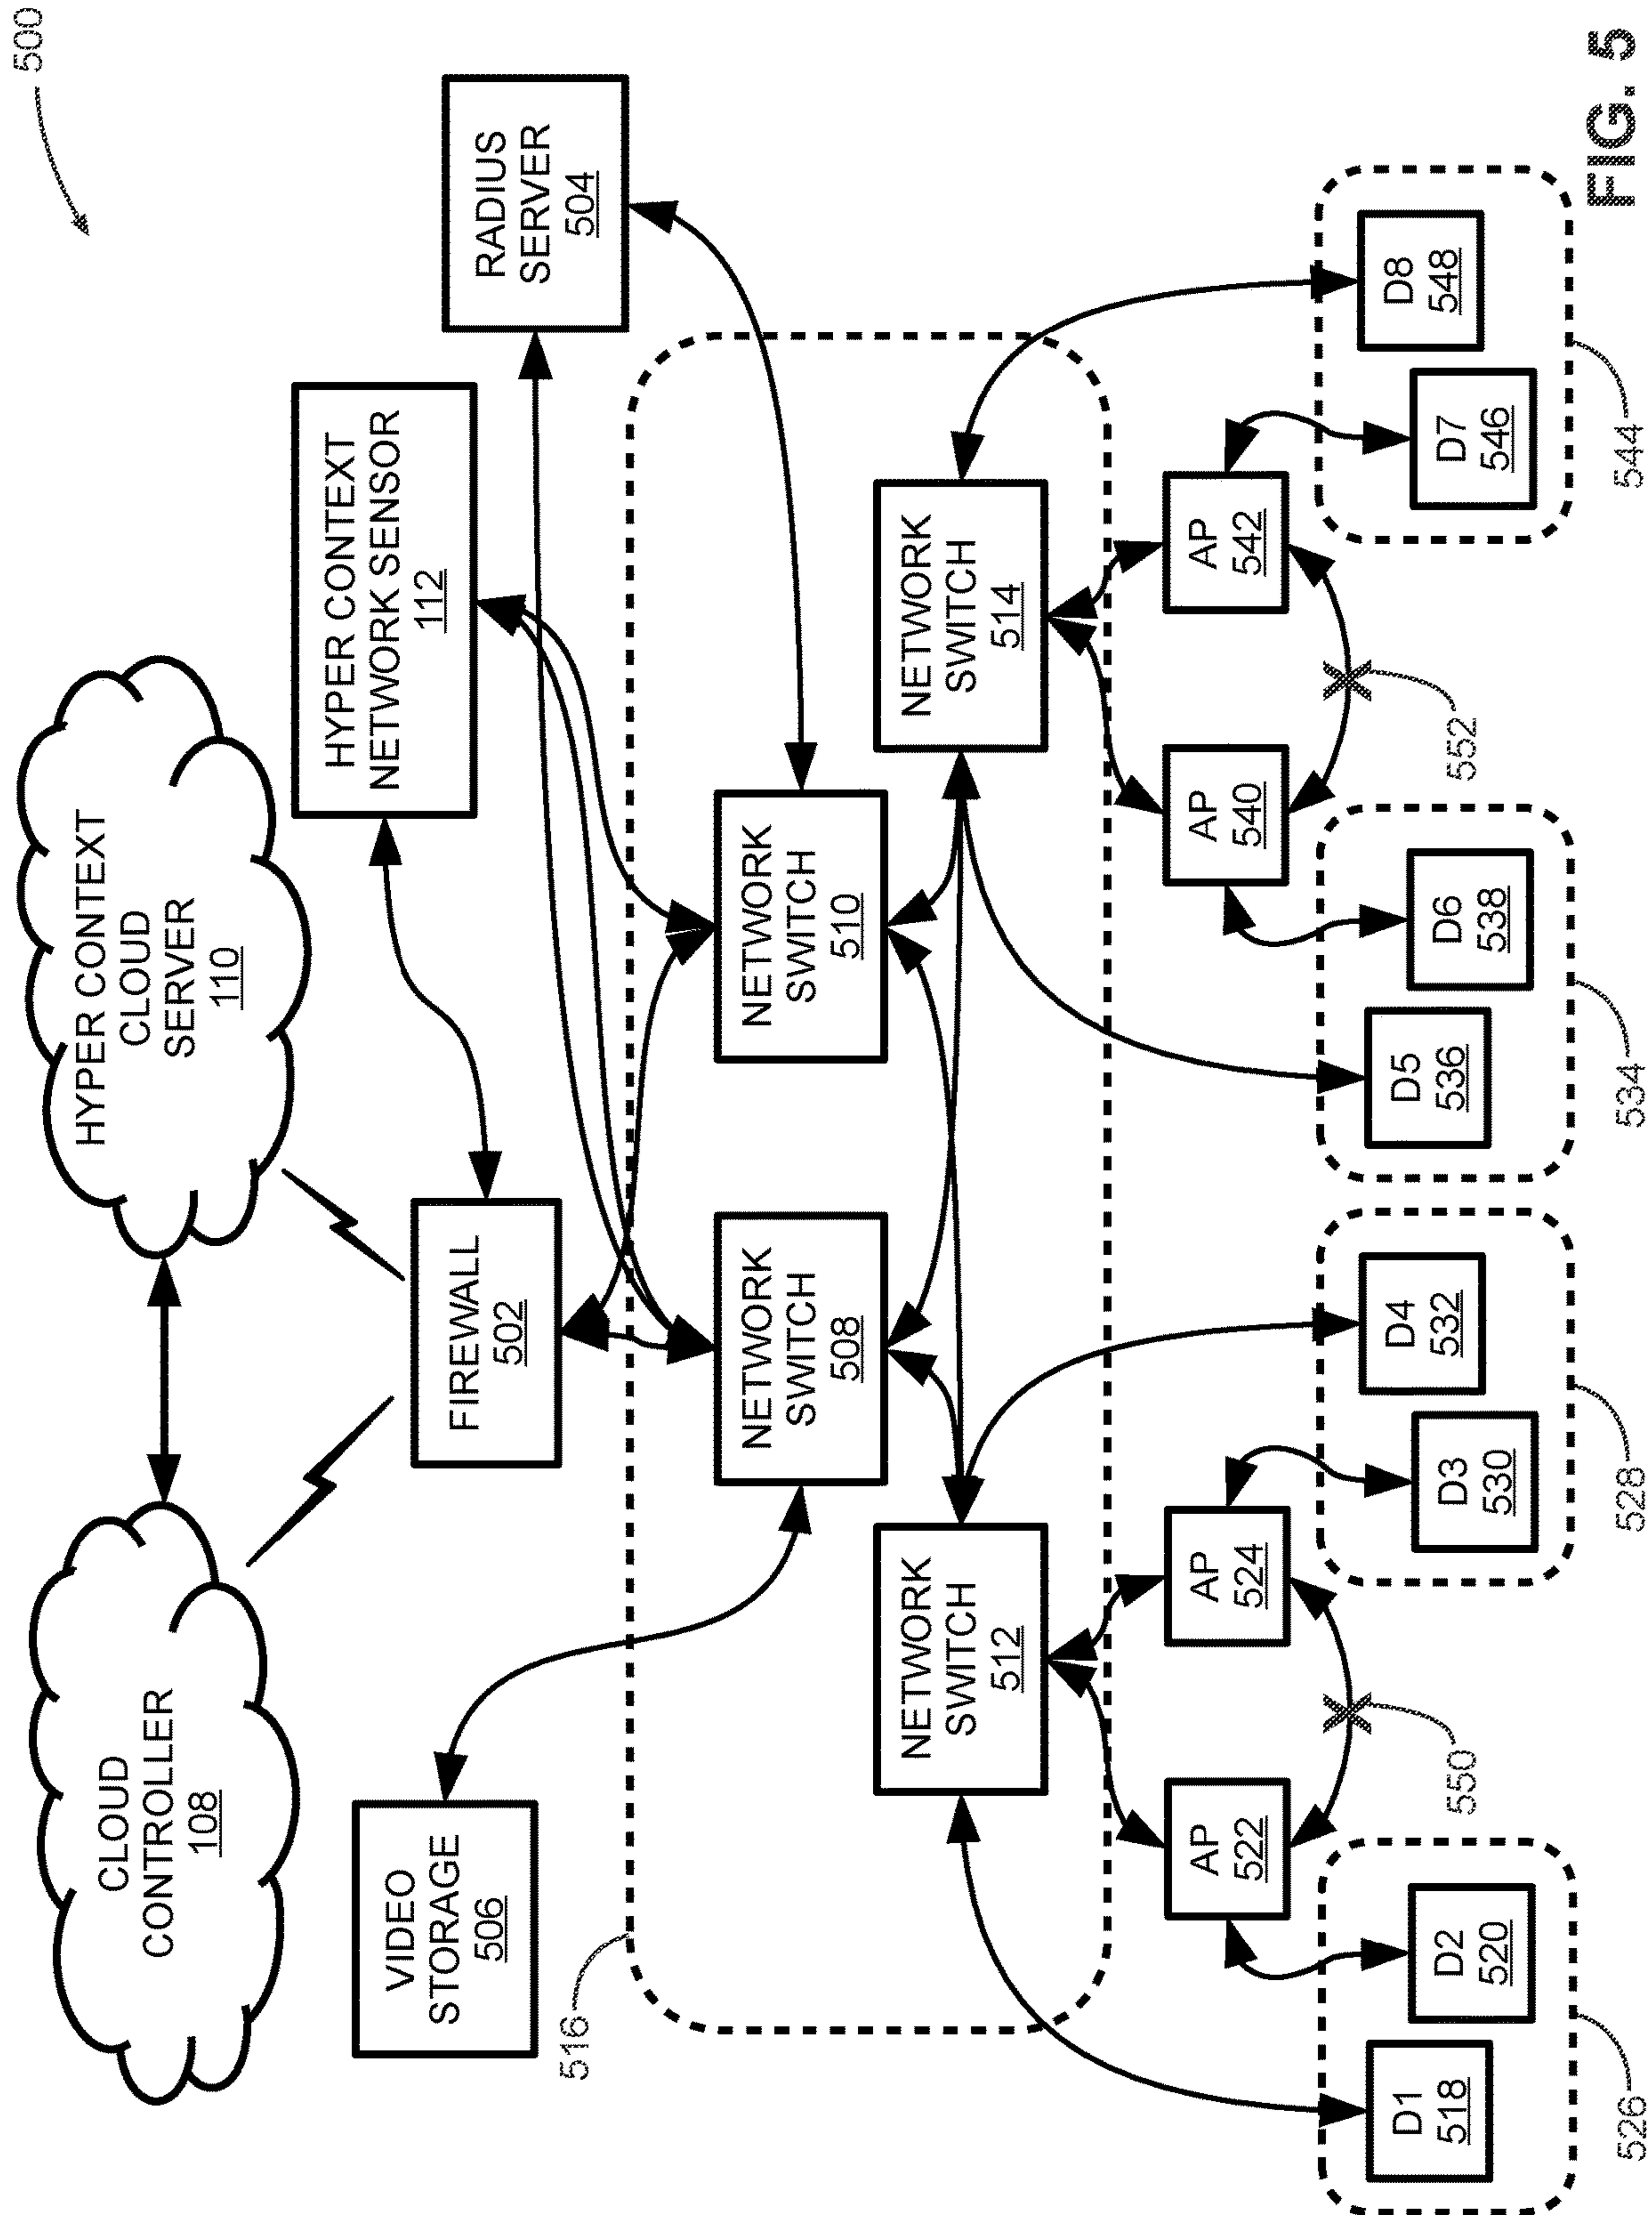 500
CLOUD
CONTROLLER
108
HYPER CONTEXT
CLOUD
SERVER
110
HYPER CONTEXT
NETWORK SENSOR
112
VIDEO
STORAGE
506
FIREWALL
502
RADIUS
SERVER
504
516
NETWORK
SWITCH
508
NETWORK
SWITCH
510
NETWORK
SWITCH
512
NETWORK
SWITCH
514
AP
522
AP
524
AP
540
AP
542
D1
518
D2
520
D3
530
D4
532
D5
536
D6
538
D7
546
D8
548
550
552
526
528
534
544
FIG. 5